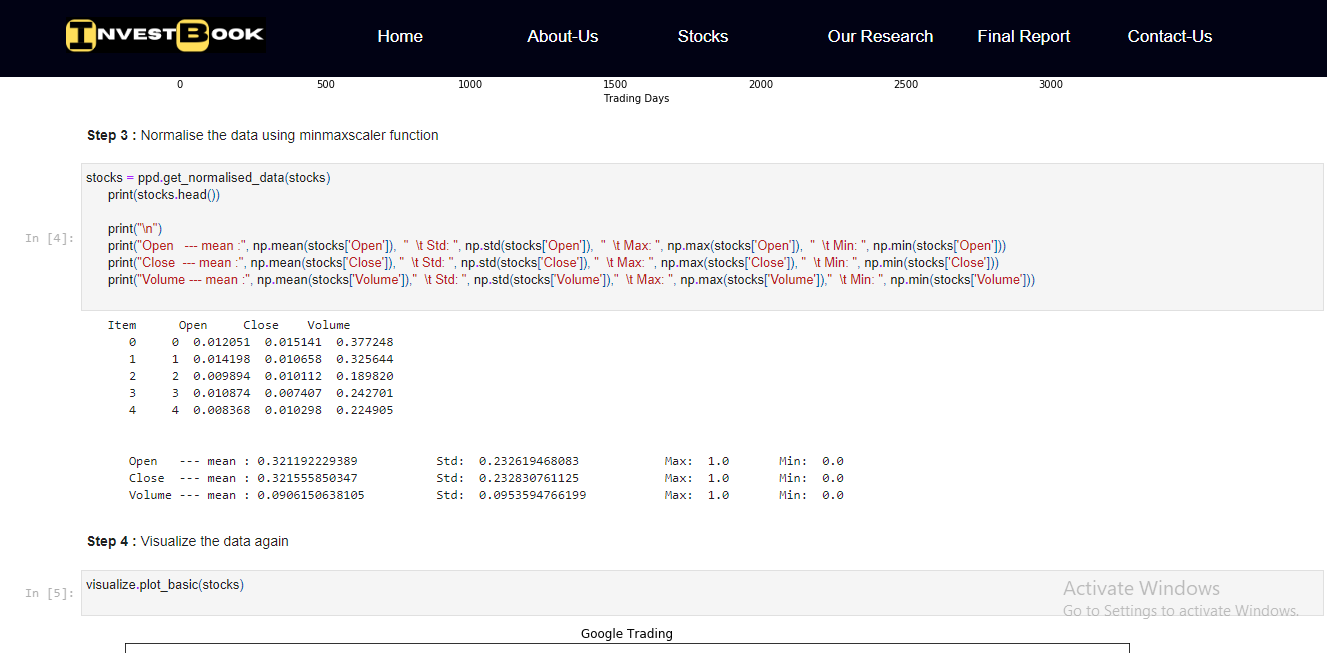 INVESTBOOK Home About-Us Stocks Our Research Final Report Contact-Us
0 500 1000 1500 2000 2500 3000
Trading Days
Step 3 : Normalise the data using minmaxscaler function
stocks = ppd.get_normalised_data(stocks)
print(stocks.head())
In [4]:
print("\n")
print("Open   --- mean :", np.mean(stocks['Open']),  "  \t Std: ", np.std(stocks['Open']),  "  \t Max: ", np.max(stocks['Open']),  "  \t Min: ", np.min(stocks['Open']))
print("Close  --- mean :", np.mean(stocks['Close']), "  \t Std: ", np.std(stocks['Close']), "  \t Max: ", np.max(stocks['Close']), "  \t Min: ", np.min(stocks['Close']))
print("Volume --- mean :", np.mean(stocks['Volume']),"  \t Std: ", np.std(stocks['Volume']),"  \t Max: ", np.max(stocks['Volume']),"  \t Min: ", np.min(stocks['Volume']))
Item Open Close Volume
0 0 0.012051 0.015141 0.377248
1 1 0.014198 0.010658 0.325644
2 2 0.009894 0.010112 0.189820
3 3 0.010874 0.007407 0.242701
4 4 0.008368 0.010298 0.224905
Open   --- mean : 0.321192229389 Std: 0.232619468083 Max: 1.0 Min: 0.0
Close  --- mean : 0.321555850347 Std: 0.232830761125 Max: 1.0 Min: 0.0
Volume --- mean : 0.0906150638105 Std: 0.0953594766199 Max: 1.0 Min: 0.0
Step 4 : Visualize the data again
In [5]: visualize.plot_basic(stocks)
Activate Windows
Go to Settings to activate Windows.
Google Trading